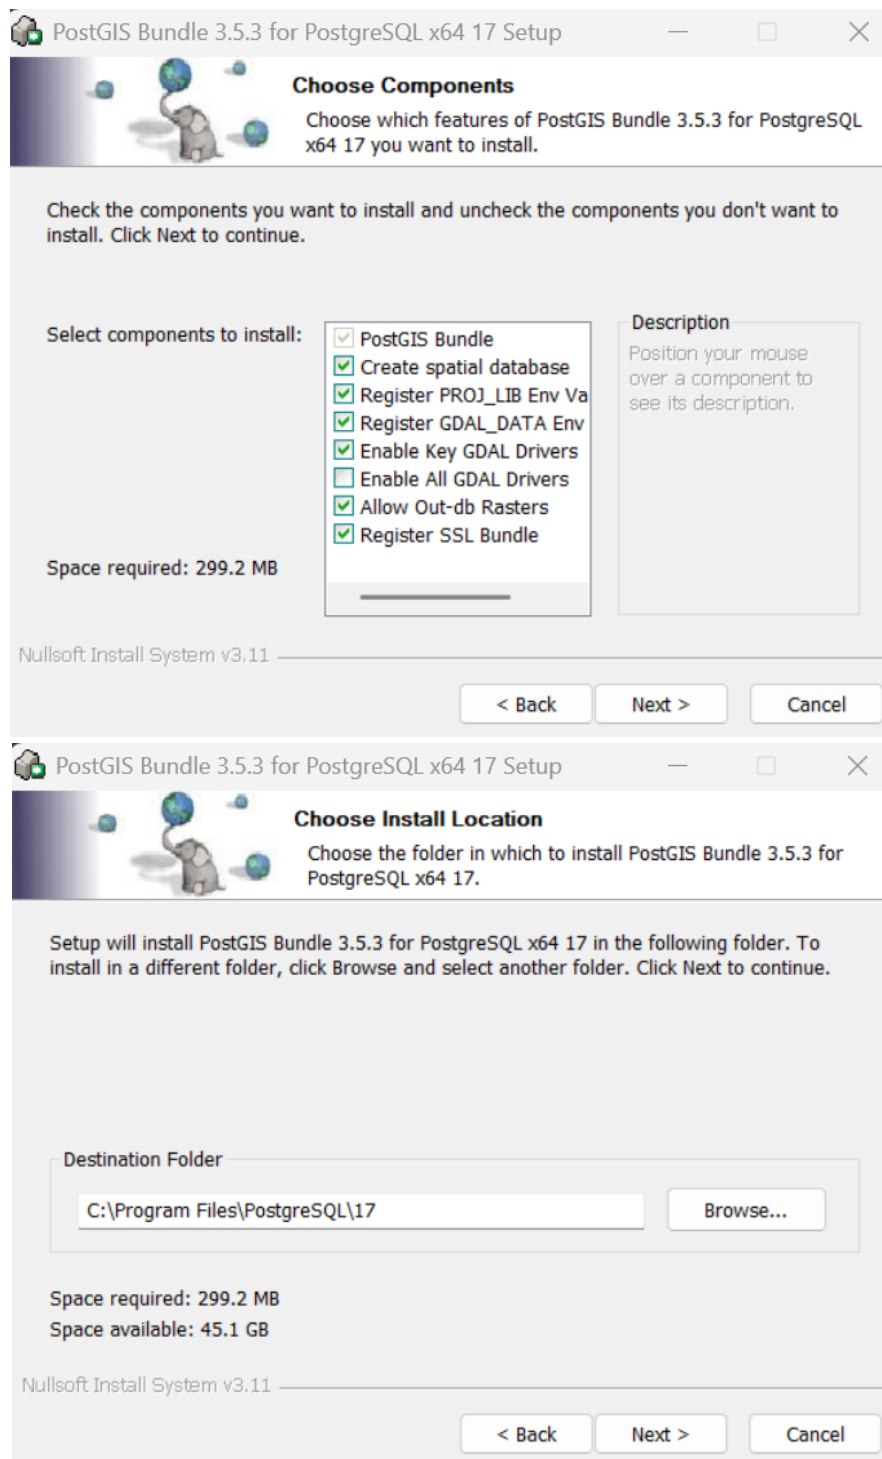 PostGIS Bundle 3.5.3 for PostgreSQL x64 17 Setup
Choose Components
Choose which features of PostGIS Bundle 3.5.3 for PostgreSQL
x64 17 you want to install.
Check the components you want to install and uncheck the components you don't want to
install. Click Next to continue.
Select components to install:
PostGIS Bundle
Create spatial database
Register PROJ_LIB Env Va
Register GDAL_DATA Env
Enable Key GDAL Drivers
Enable All GDAL Drivers
Allow Out-db Rasters
Register SSL Bundle
Description
Position your mouse
over a component to
see its description.
Space required: 299.2 MB
Nullsoft Install System v3.11
< Back Next > Cancel
PostGIS Bundle 3.5.3 for PostgreSQL x64 17 Setup
Choose Install Location
Choose the folder in which to install PostGIS Bundle 3.5.3 for
PostgreSQL x64 17.
Setup will install PostGIS Bundle 3.5.3 for PostgreSQL x64 17 in the following folder. To
install in a different folder, click Browse and select another folder. Click Next to continue.
Destination Folder
C:\Program Files\PostgreSQL\17 Browse...
Space required: 299.2 MB
Space available: 45.1 GB
Nullsoft Install System v3.11
< Back Next > Cancel